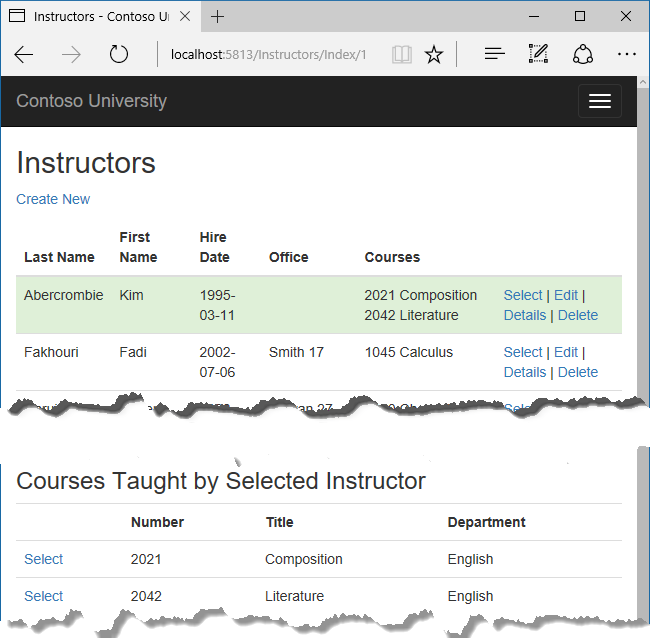 Instructors - Contoso U
localhost:5813/Instructors/Index/1
Contoso University
Instructors
Create New
Last Name First Name Hire Date Office Courses
Abercrombie Kim 1995-03-11 2021 Composition 2042 Literature Select | Edit | Details | Delete
Fakhouri Fadi 2002-07-06 Smith 17 1045 Calculus Select | Edit | Details | Delete
Courses Taught by Selected Instructor
Number Title Department
Select 2021 Composition English
Select 2042 Literature English